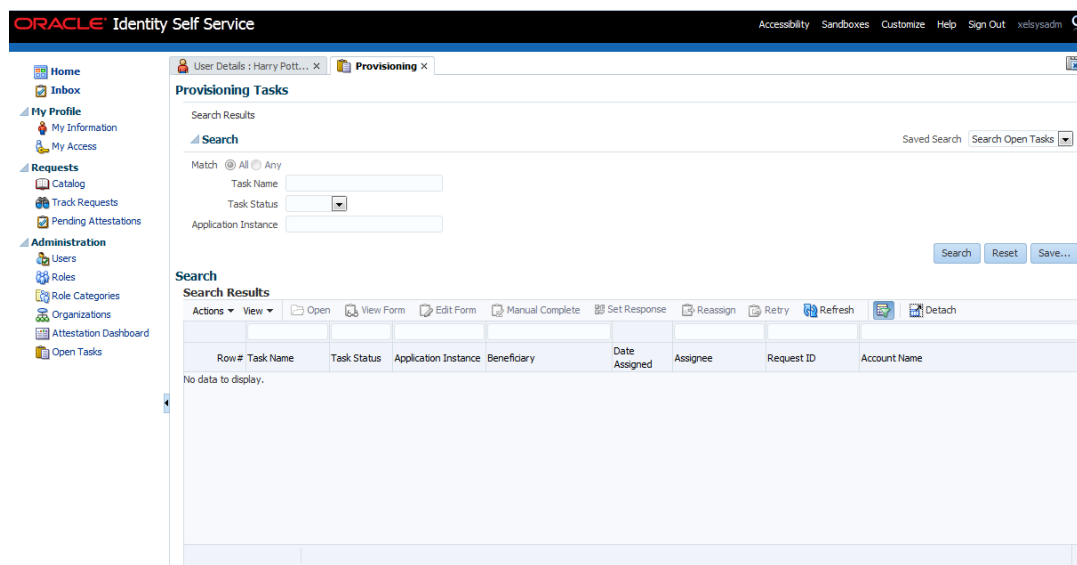 ORACLE Identity Self Service
Accessibility Sandboxes Customize Help Sign Out xelsysadm
Home
Inbox
My Profile
My Information
My Access
Requests
Catalog
Track Requests
Pending Attestations
Administration
Users
Roles
Role Categories
Organizations
Attestation Dashboard
Open Tasks
User Details : Harry Pott... × Provisioning ×
Provisioning Tasks
Search Results
Search
Saved Search Search Open Tasks
Match All Any
Task Name
Task Status
Application Instance
Search Reset Save...
Search
Search Results
Actions View Open View Form Edit Form Manual Complete Set Response Reassign Retry Refresh Detach
Row# Task Name Task Status Application Instance Beneficiary Date Assigned Assignee Request ID Account Name
No data to display.